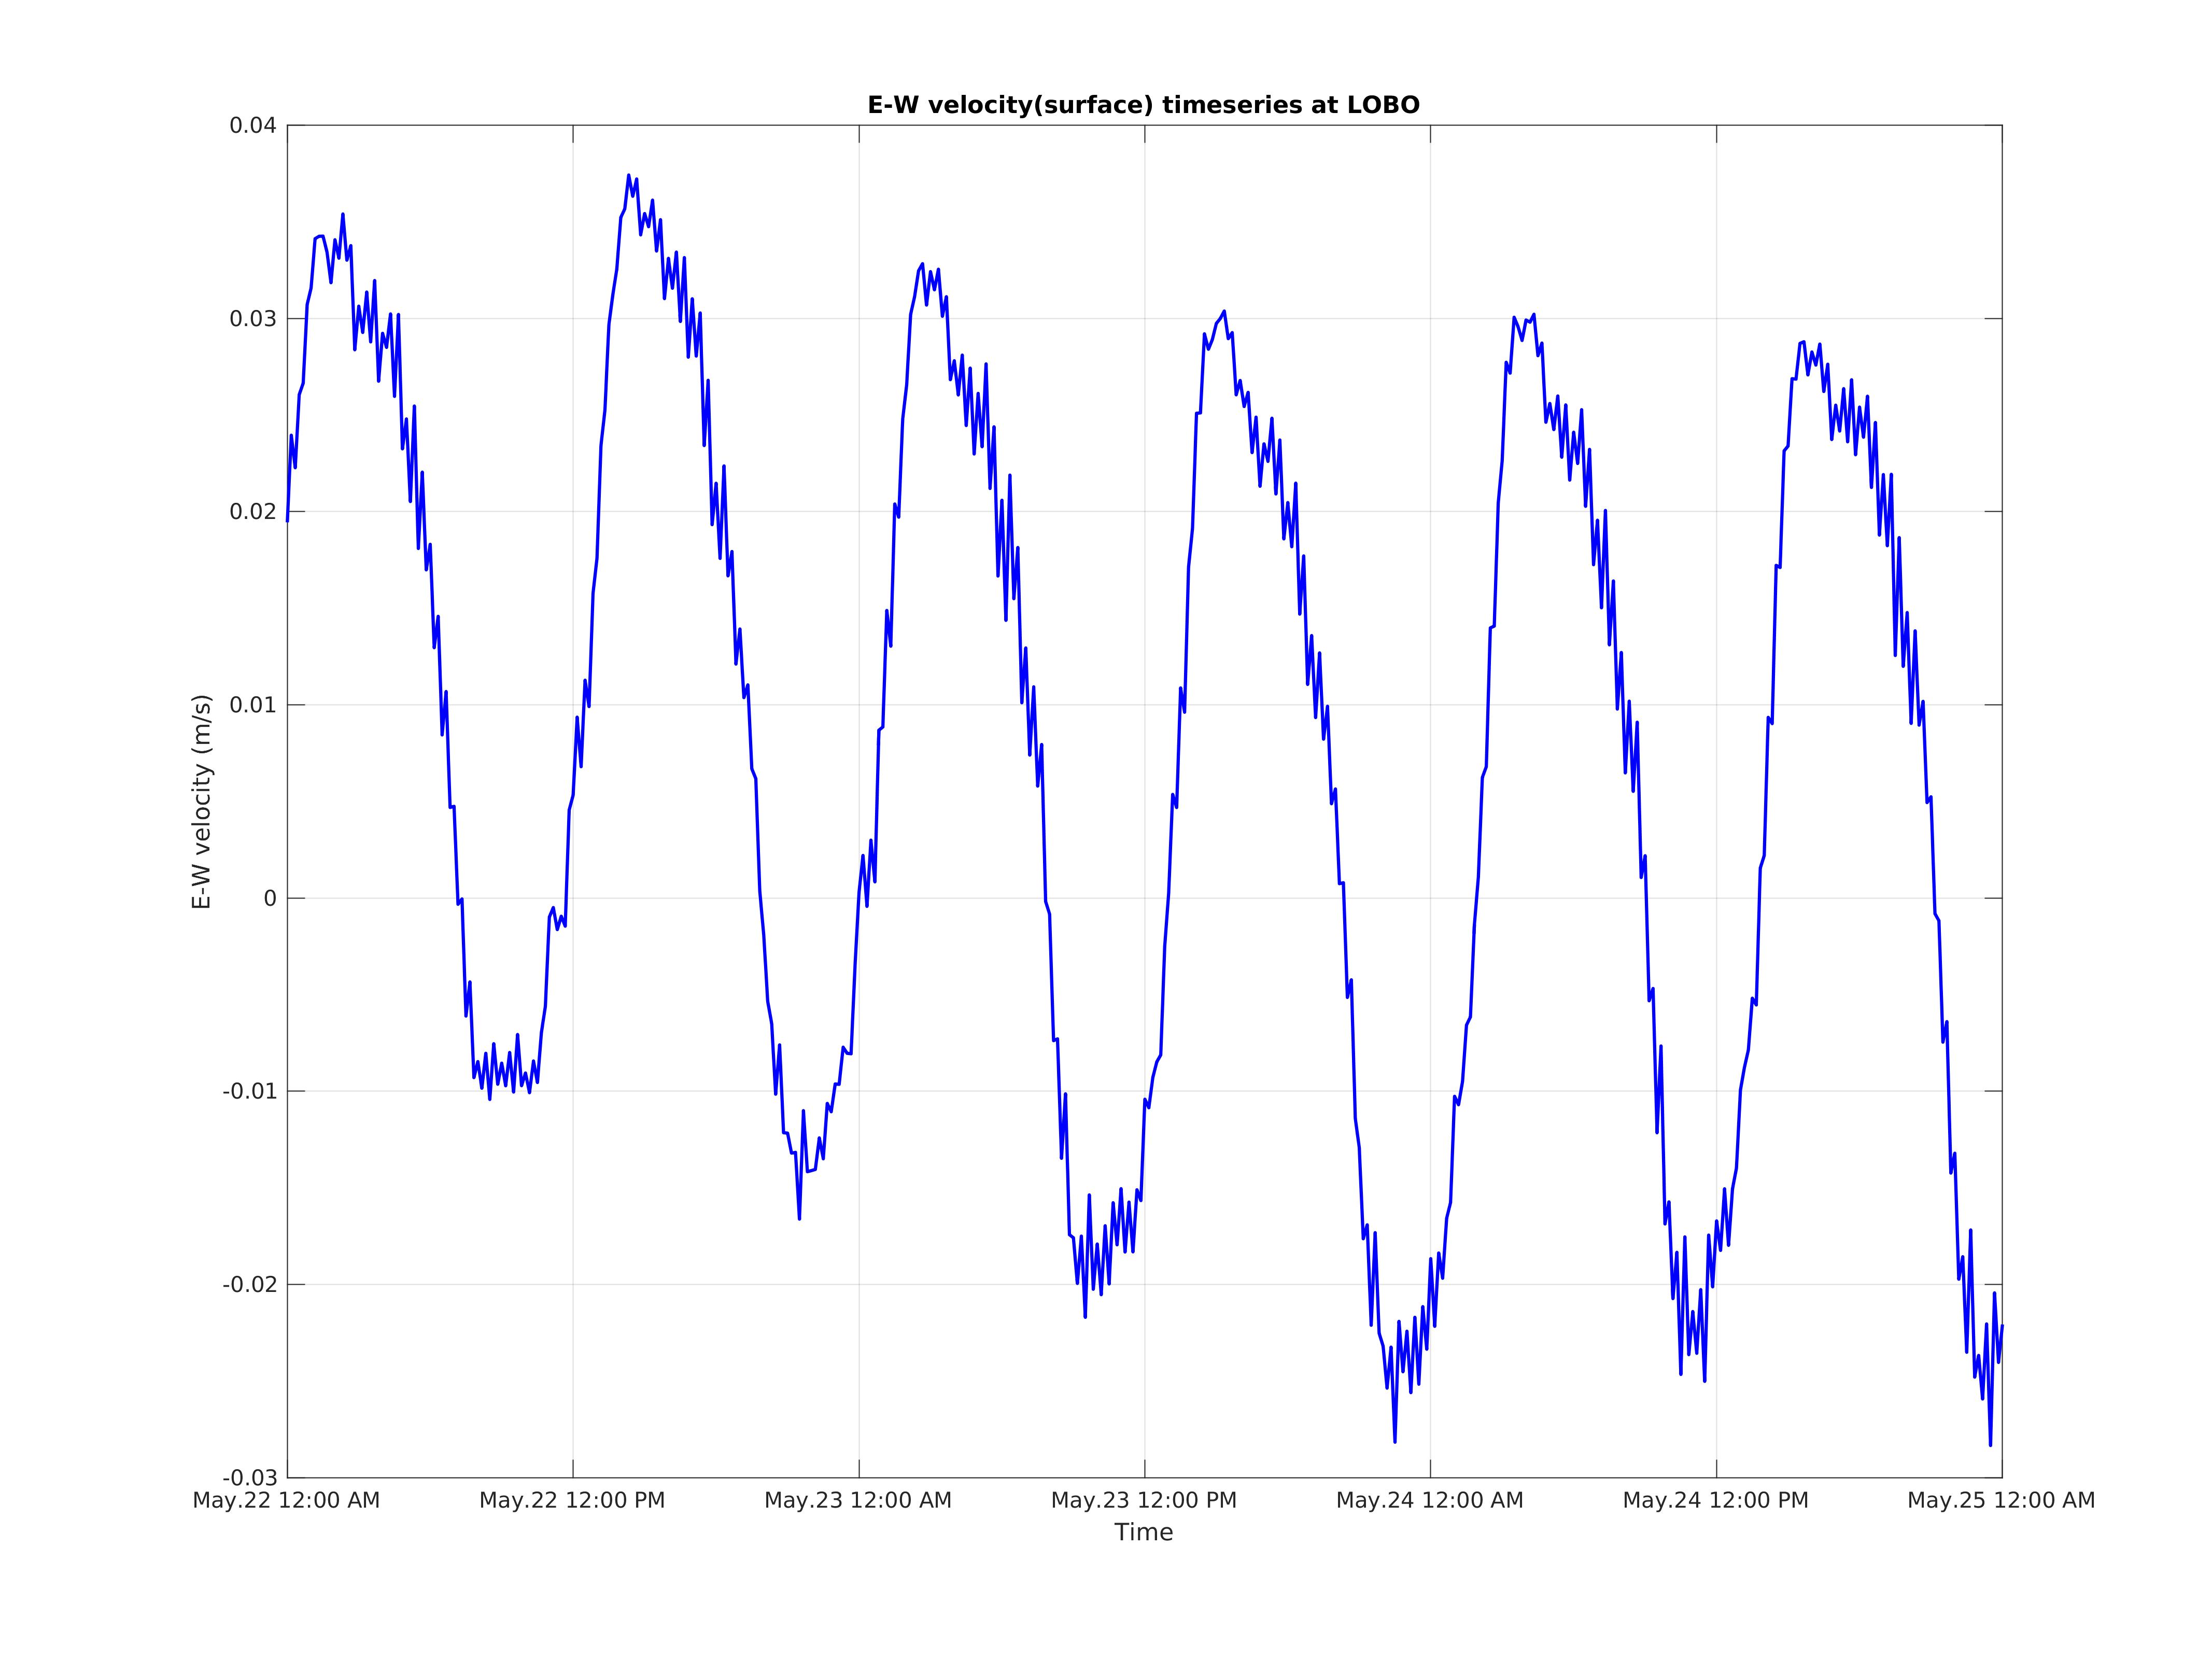 E-W velocity(surface) timeseries at LOBO
0.04
0.03
0.02
0.01
0
-0.01
-0.02
-0.03
E-W velocity (m/s)
May.22 12:00 AM May.22 12:00 PM May.23 12:00 AM May.23 12:00 PM May.24 12:00 AM May.24 12:00 PM May.25 12:00 AM
Time